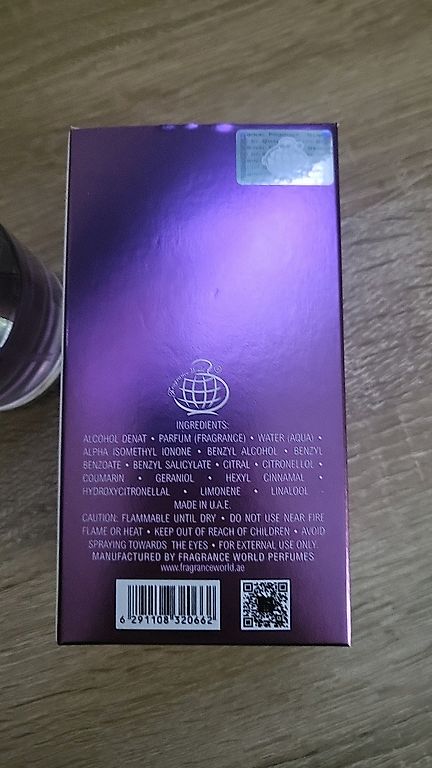 INGREDIENTS:
ALCOHOL DENAT • PARFUM (FRAGRANCE) • WATER (AQUA) •
ALPHA ISOMETHYL IONONE • BENZYL ALCOHOL • BENZYL
BENZOATE • BENZYL SALICYLATE • CITRAL • CITRONELLOL •
COUMARIN • GERANIOL • HEXYL CINNAMAL •
HYDROXYCITRONELLAL • LIMONENE • LINALOOL •
MADE IN U.A.E.
CAUTION: FLAMMABLE UNTIL DRY • DO NOT USE NEAR FIRE
FLAME OR HEAT • KEEP OUT OF REACH OF CHILDREN • AVOID
SPRAYING TOWARDS THE EYES • FOR EXTERNAL USE ONLY.
MANUFACTURED BY FRAGRANCE WORLD PERFUMES
www.fragranceworld.ae
6 291108 320662